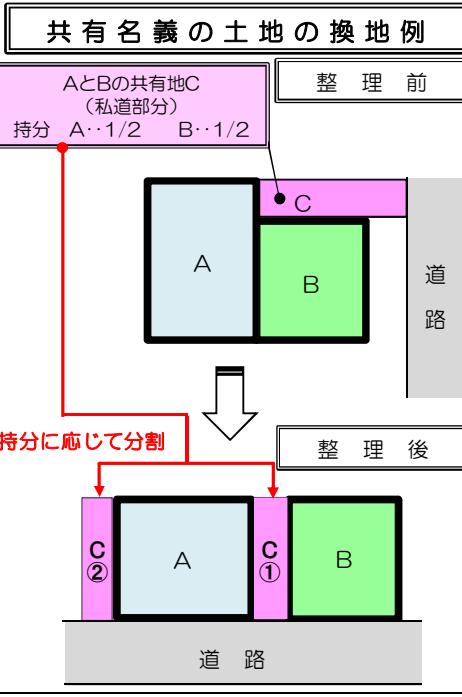 共有名義の土地の換地例
AとBの共有地C
（私道部分）
持分 A‥1/2 B‥1/2
整理前
C
A
B
道
路
持分に応じて分割
整理後
C
②
A
C
①
B
道路